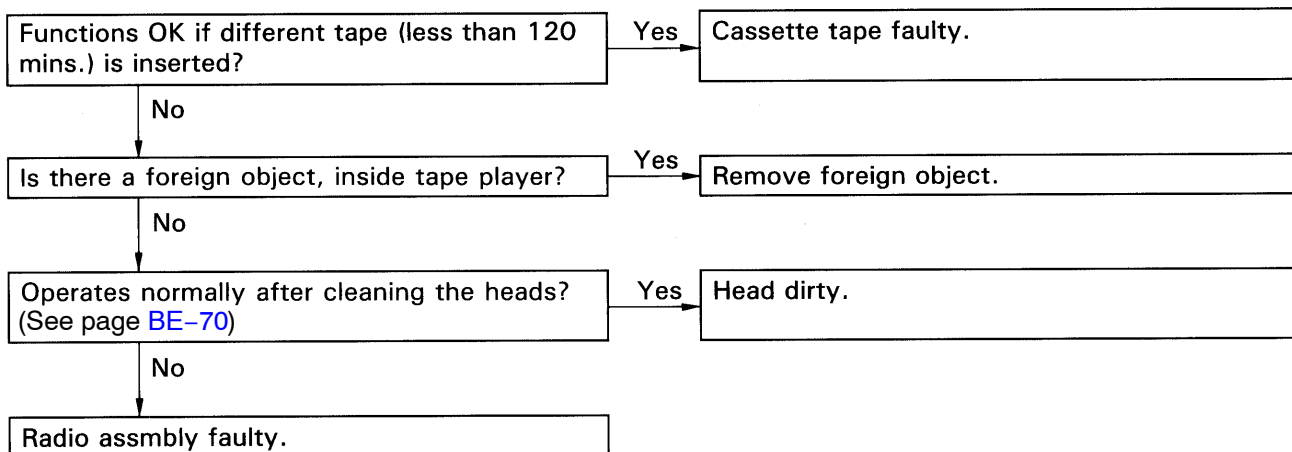 Functions OK if different tape (less than 120
mins.) is inserted?
Yes
Cassette tape faulty.
No
Is there a foreign object, inside tape player?
Yes
Remove foreign object.
No
Operates normally after cleaning the heads?
(See page BE–70)
Yes
Head dirty.
No
Radio assmbly faulty.